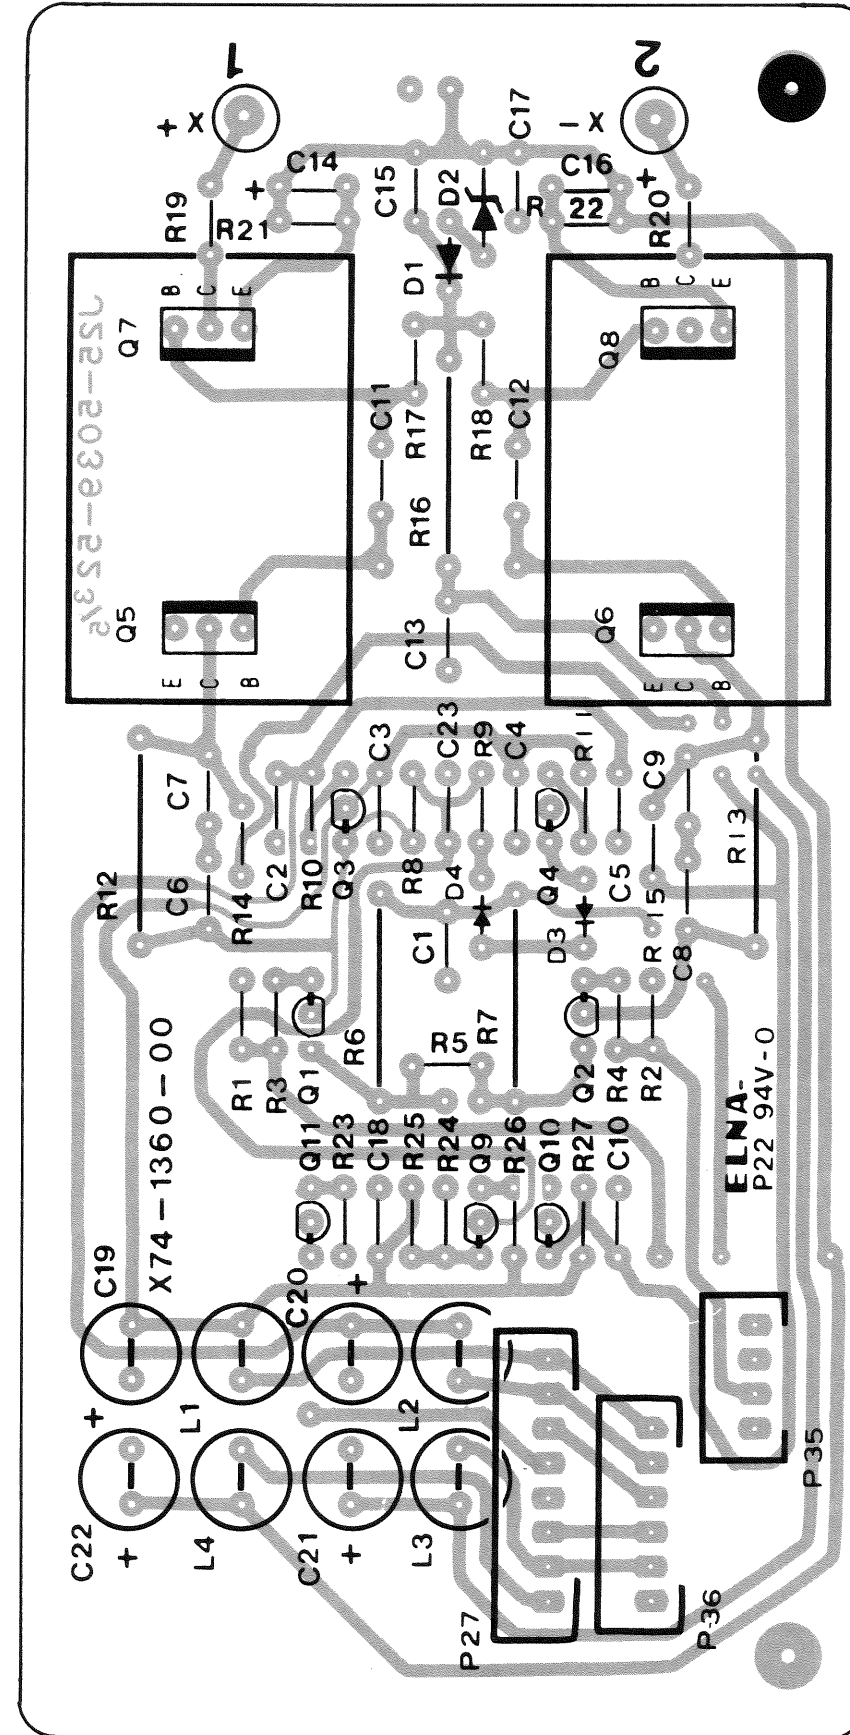 1
2
+ X
- X
C17
C14
C16
+
+
R19
R21
C15
D2
R 22
R20
D1
B C E
B C E
Q7
Q8
J25-5039-523/5
C11
R17
R18
C12
R16
Q5
Q6
C13
E C B
E C B
C7
C3
C23
R9
C4
R11
C9
R12
C6
R14
C2
R10
Q3
R8
D4
Q4
C5
R15
R13
C1
D3
C8
X74-1360-00
R1
R3
Q1
R6
R5
R7
Q2
R4
R2
ELNA-
P22 94V-0
Q11
R23
C18
R25
R24
Q9
R26
Q10
R27
C10
C19
C20
+
+
L1
L2
P35
C22
+
L4
C21
+
L3
P27
P36